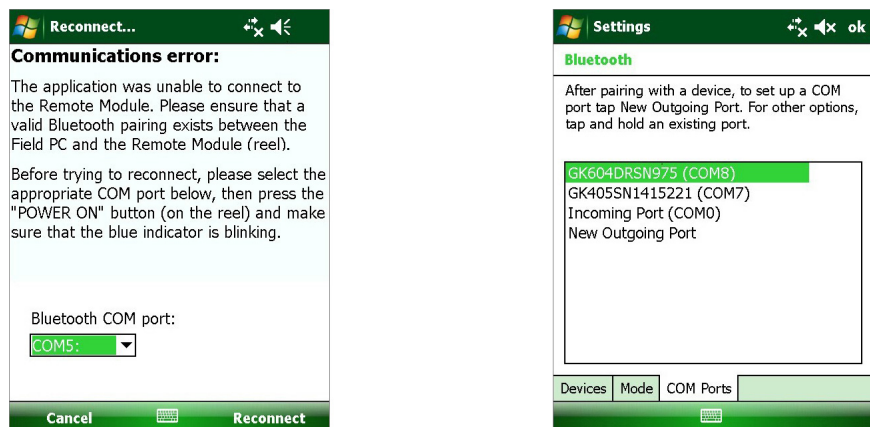 Reconnect...
Communications error:
The application was unable to connect to
the Remote Module. Please ensure that a
valid Bluetooth pairing exists between the
Field PC and the Remote Module (reel).
Before trying to reconnect, please select the
appropriate COM port below, then press the
"POWER ON" button (on the reel) and make
sure that the blue indicator is blinking.
Bluetooth COM port:
COM5:
Cancel
Reconnect
Settings
ok
Bluetooth
After pairing with a device, to set up a COM
port tap New Outgoing Port. For other options,
tap and hold an existing port.
GK604DRSN975 (COM8)
GK405SN1415221 (COM7)
Incoming Port (COM0)
New Outgoing Port
Devices Mode COM Ports